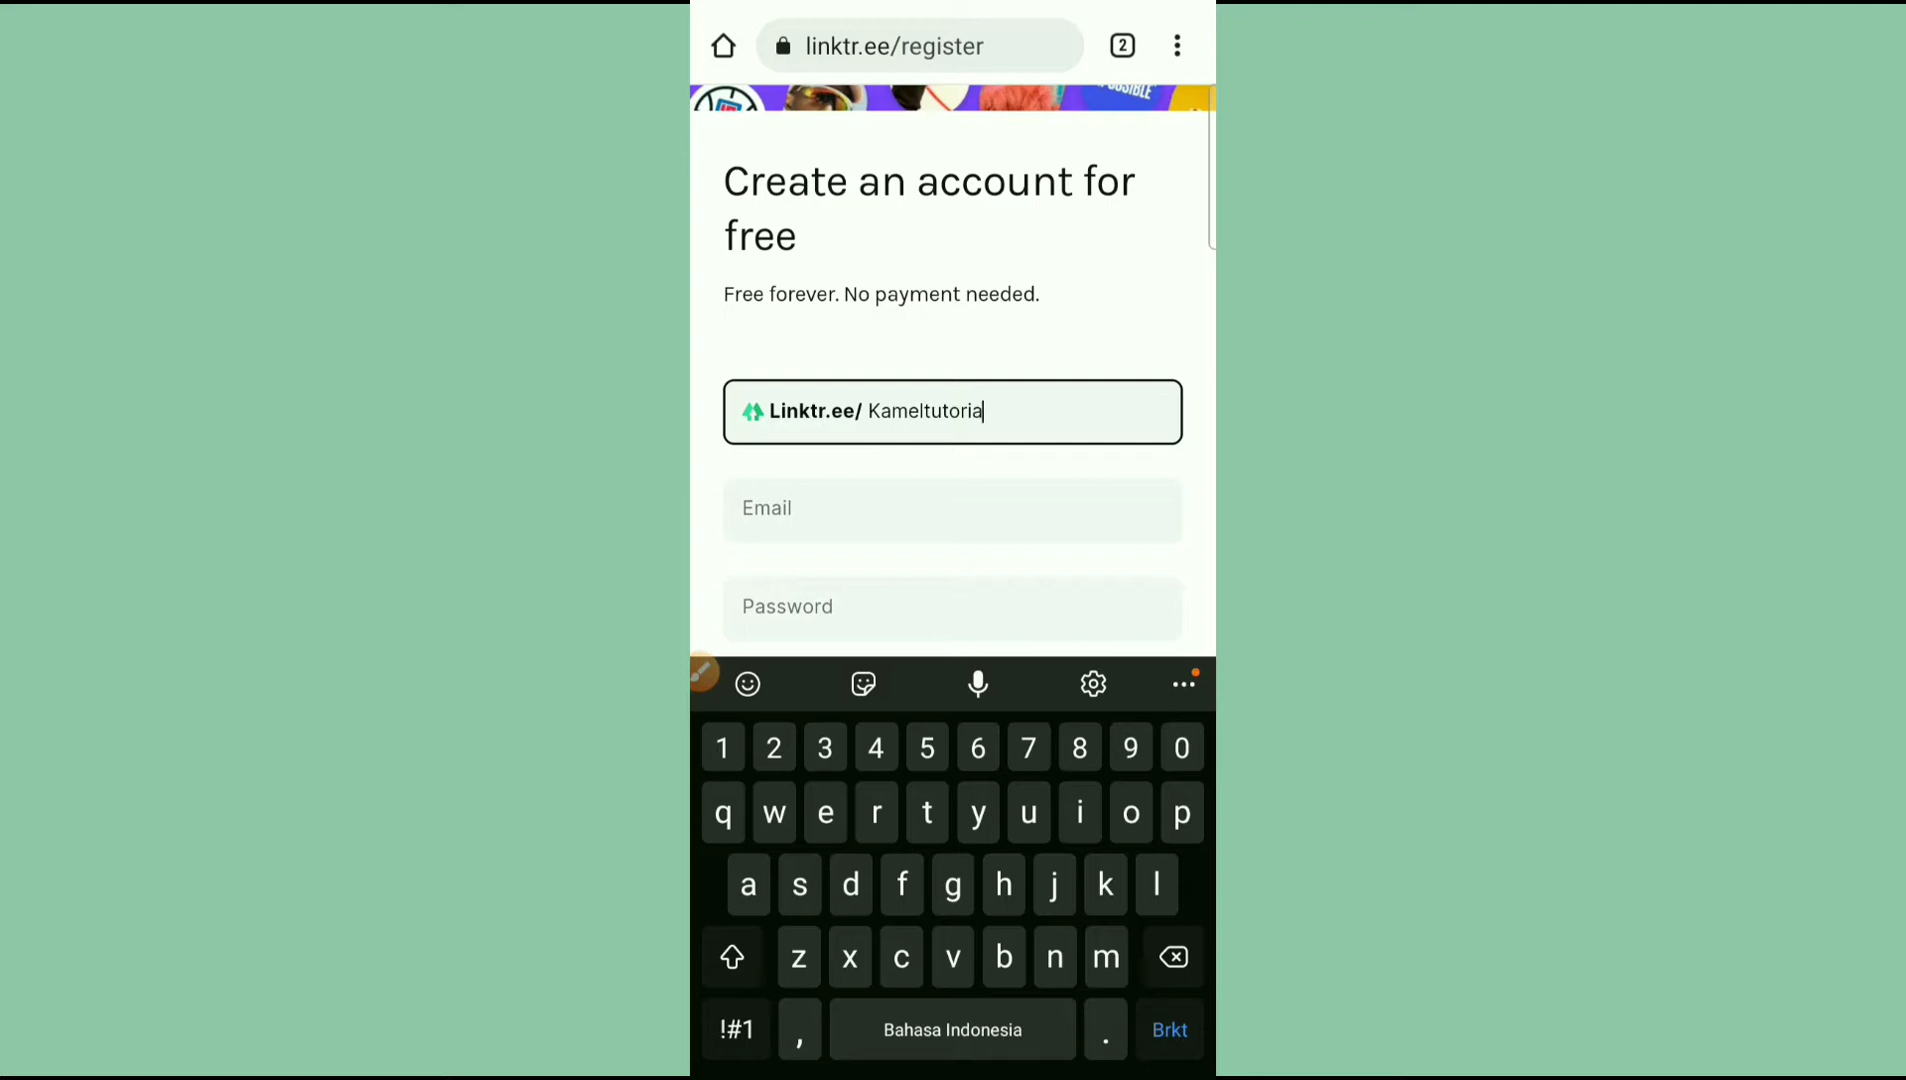 linktr.ee/register
2
Create an account for
free
Free forever. No payment needed.
Linktr.ee/ Kameltutoria
Email
Password
1 2 3 4 5 6 7 8 9 0
q w e r t y u i o p
a s d f g h j k l
z x c v b n m
!#1 , Bahasa Indonesia . Brkt